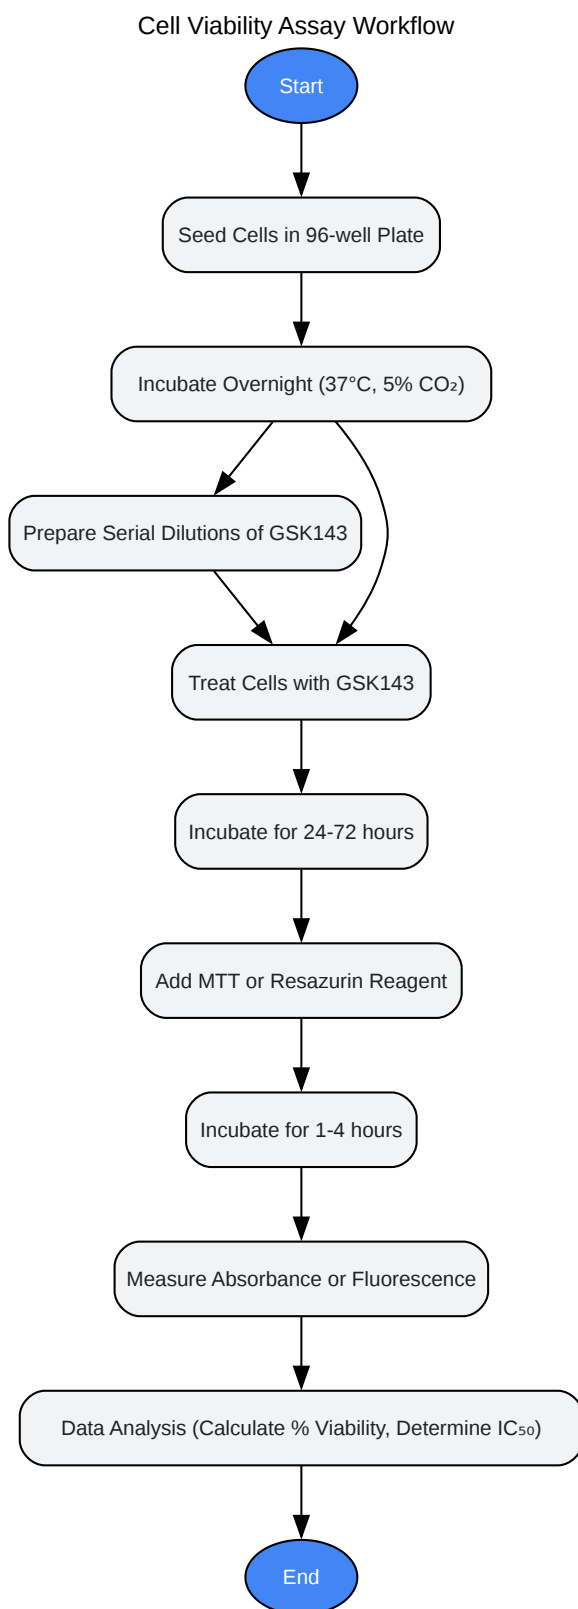 Cell Viability Assay Workflow
Start
Seed Cells in 96-well Plate
Incubate Overnight (37°C, 5% CO₂)
Prepare Serial Dilutions of GSK143
Treat Cells with GSK143
Incubate for 24-72 hours
Add MTT or Resazurin Reagent
Incubate for 1-4 hours
Measure Absorbance or Fluorescence
Data Analysis (Calculate % Viability, Determine IC₅₀)
End